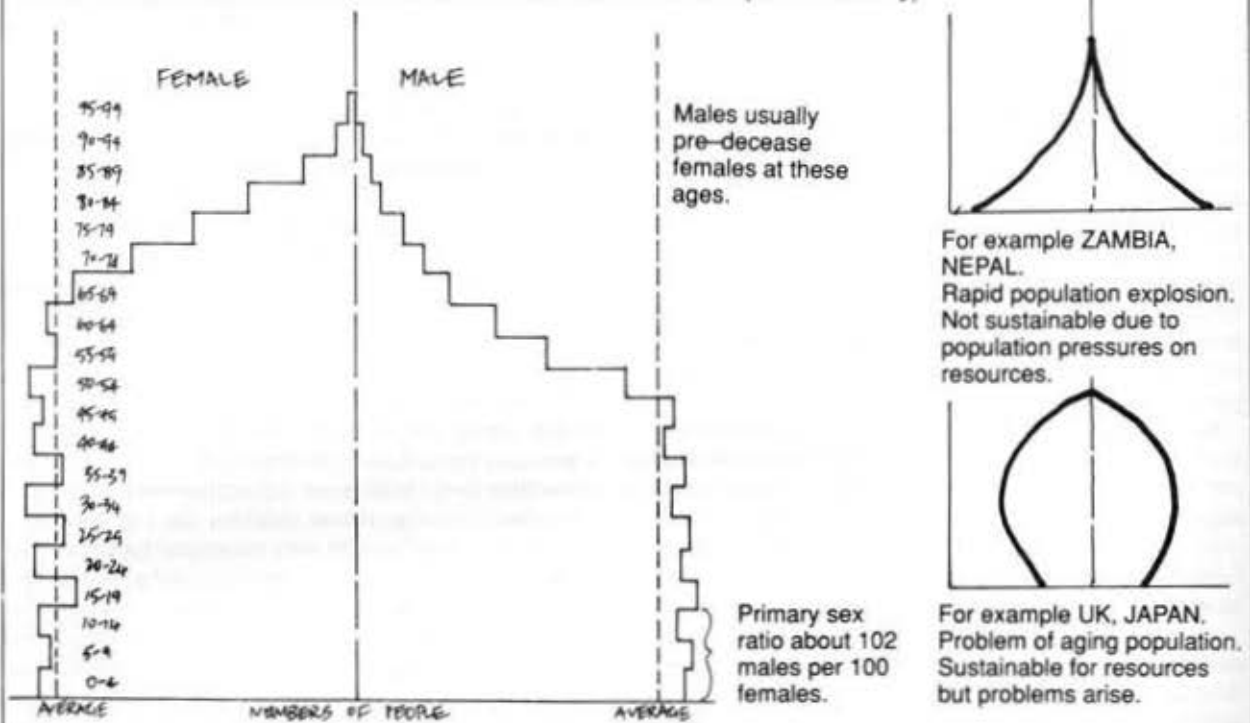 FEMALE
MALE
95-99
90-94
85-89
80-84
75-79
70-74
65-69
60-64
55-59
50-54
45-49
40-44
35-39
30-34
25-29
20-24
15-19
10-14
5-9
0-4
AVERAGE
NUMBERS OF PEOPLE
AVERAGE
Males usually
pre-decease
females at these
ages.
Primary sex
ratio about 102
males per 100
females.
For example ZAMBIA,
NEPAL.
Rapid population explosion.
Not sustainable due to
population pressures on
resources.
For example UK, JAPAN.
Problem of aging population.
Sustainable for resources
but problems arise.